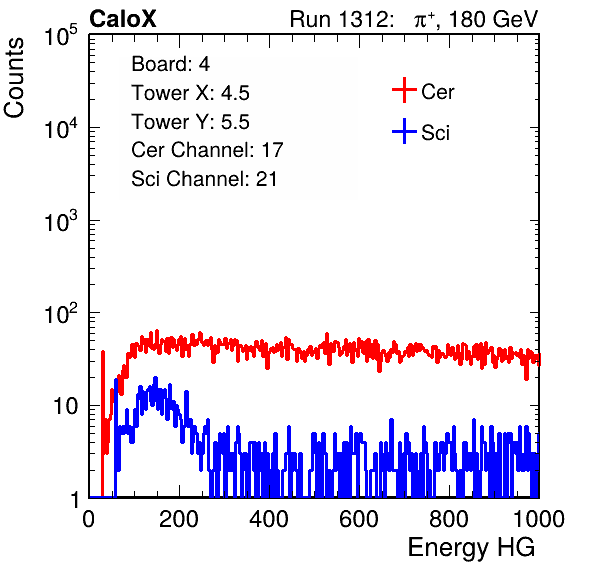 CaloX Run 1312: π⁺, 180 GeV
Counts
10⁵
10⁴
10³
10²
10
1
Board: 4
Tower X: 4.5
Tower Y: 5.5
Cer Channel: 17
Sci Channel: 21
Cer
Sci
0 200 400 600 800 1000
Energy HG